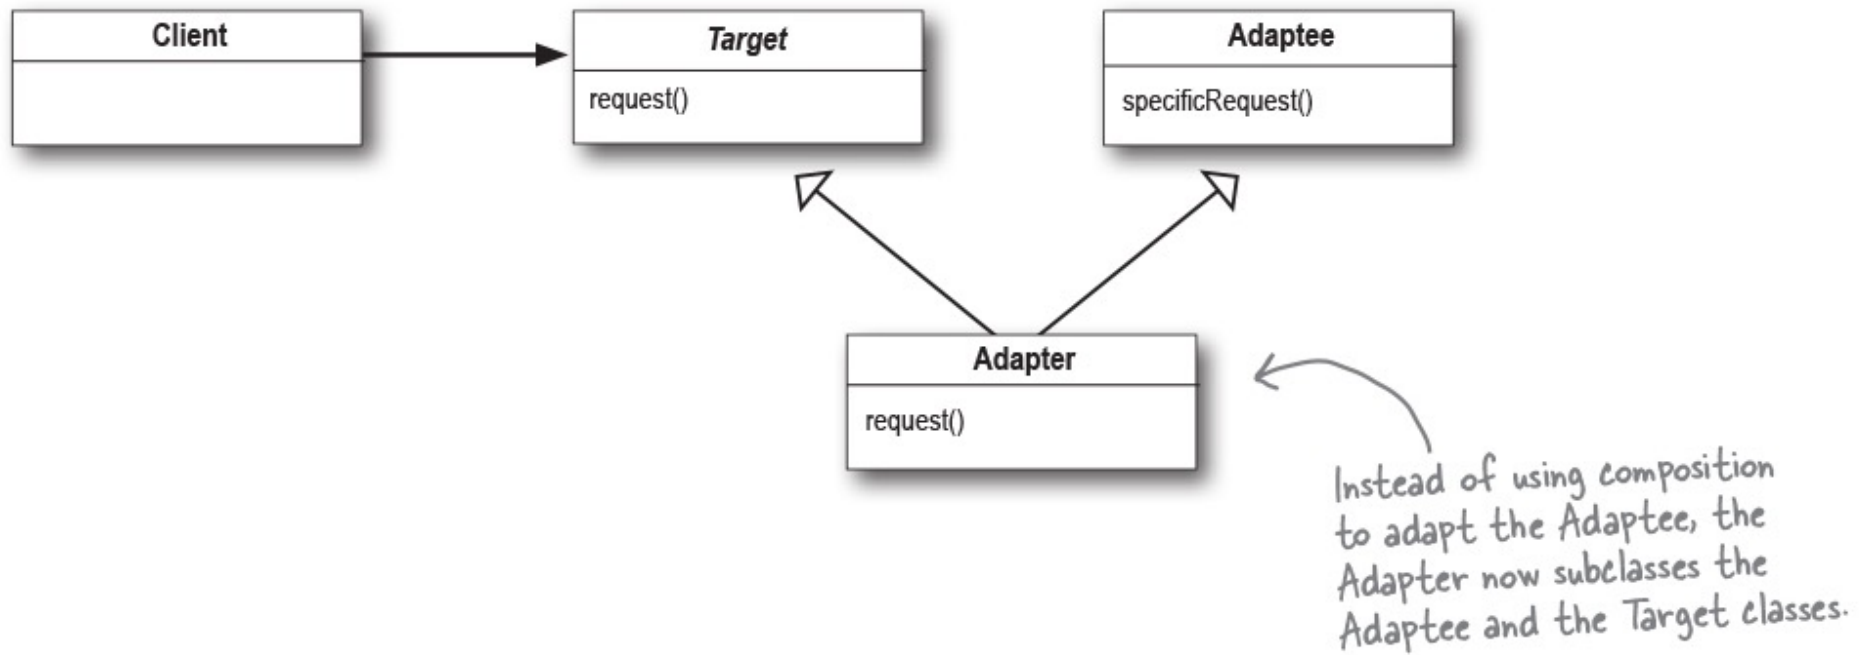 Client
Target
request()
Adaptee
specificRequest()
Adapter
request()
Instead of using composition
to adapt the Adaptee, the
Adapter now subclasses the
Adaptee and the Target classes.